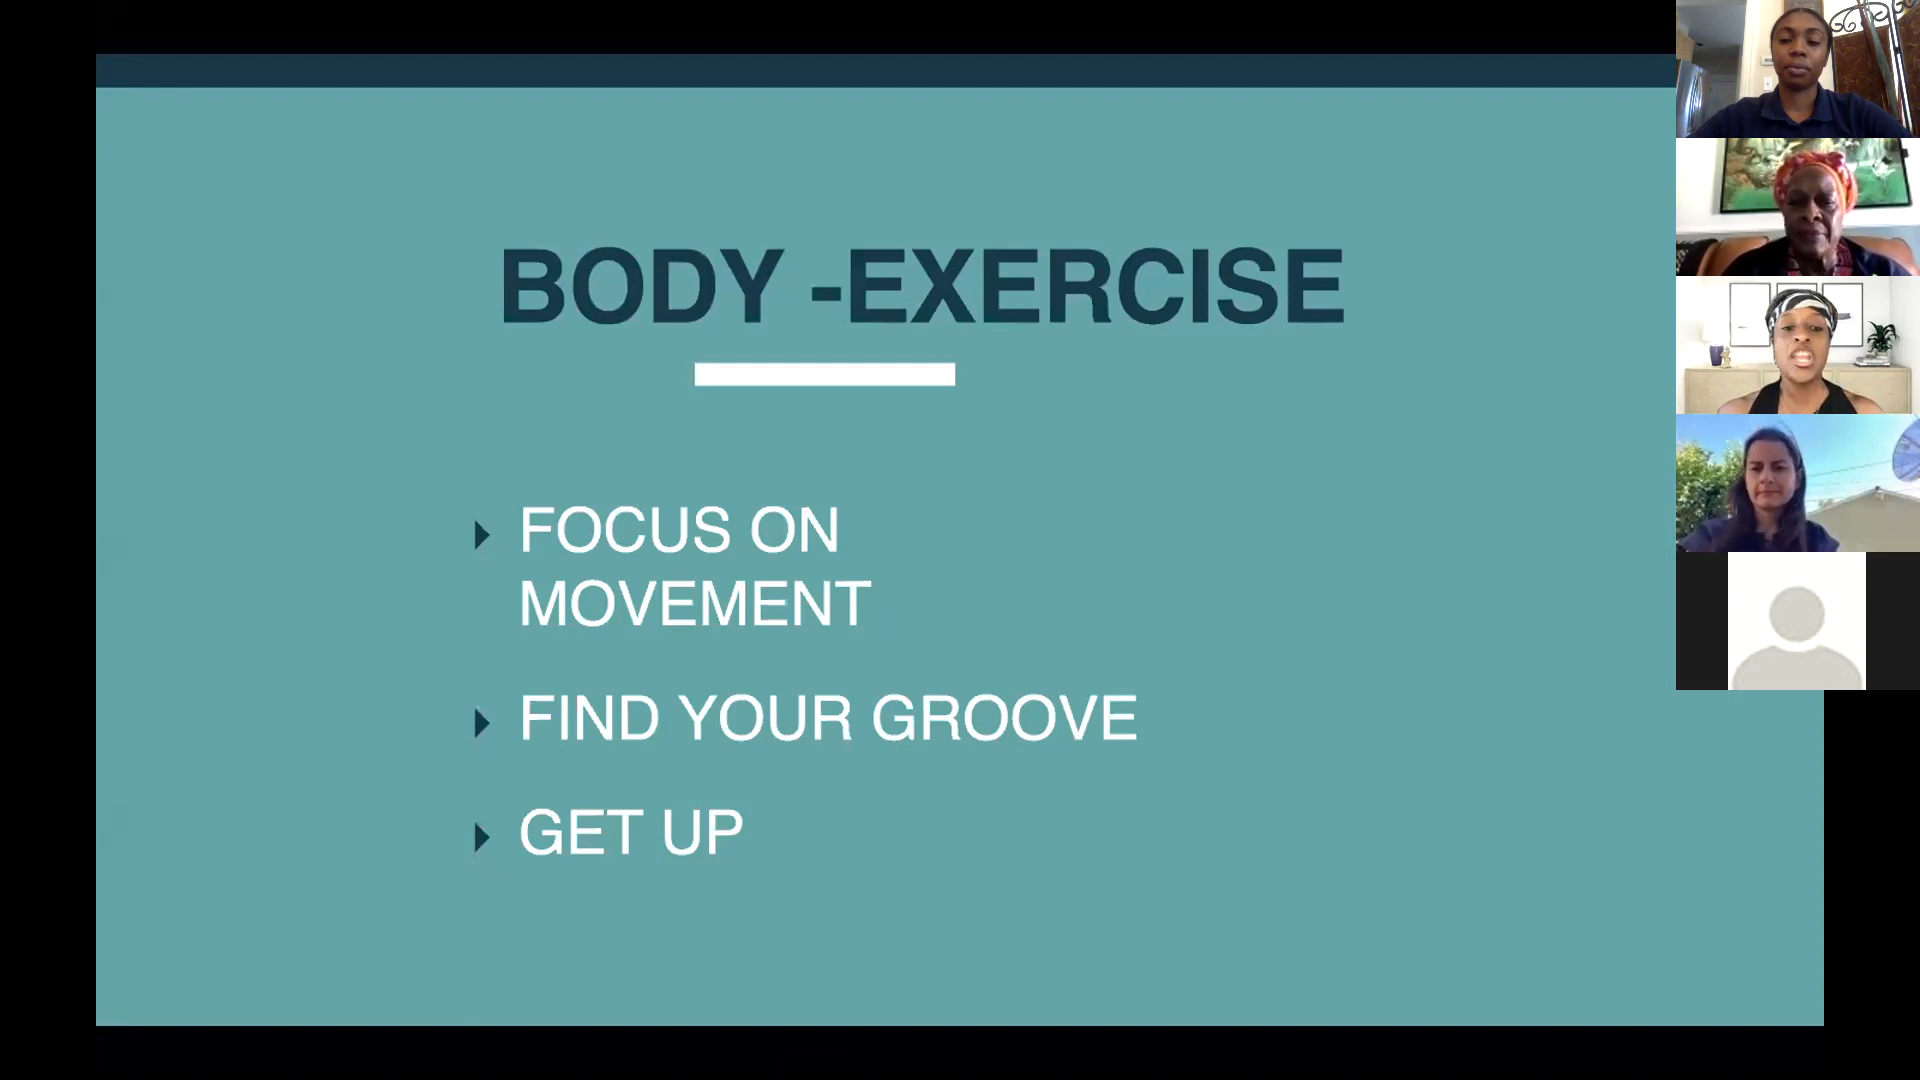 BODY -EXERCISE
FOCUS ON
MOVEMENT
FIND YOUR GROOVE
GET UP